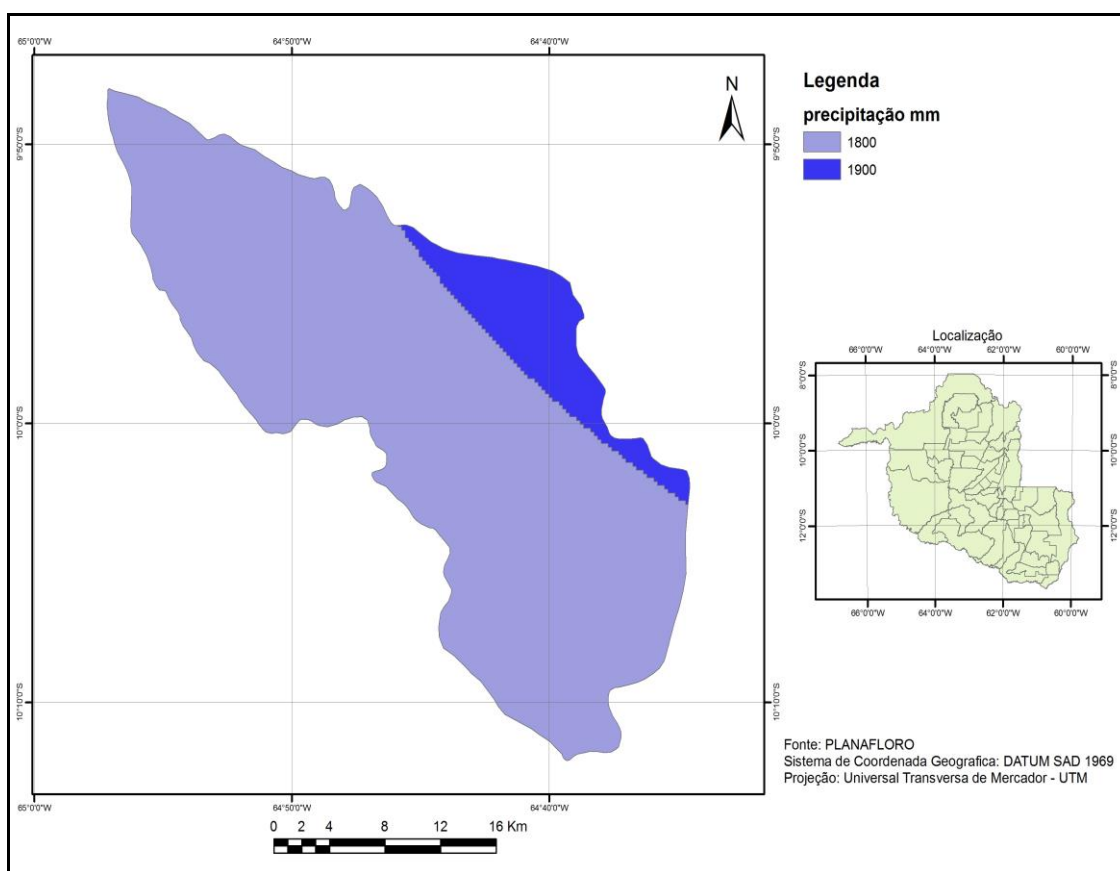 65°0'0"W 64°50'0"W 64°40'0"W
9°50'0"S 9°50'0"S
10°0'0"S 10°0'0"S
10°10'0"S 10°10'0"S
65°0'0"W 64°50'0"W 64°40'0"W
N
0 2 4 8 12 16 Km
Legenda
precipitação mm
1800
1900
Localização
66°0'0"W 64°0'0"W 62°0'0"W 60°0'0"W
8°0'0"S 8°0'0"S
10°0'0"S 10°0'0"S
12°0'0"S 12°0'0"S
66°0'0"W 64°0'0"W 62°0'0"W 60°0'0"W
Fonte: PLANAFLORO
Sistema de Coordenada Geografica: DATUM SAD 1969
Projeção: Universal Transversa de Mercador - UTM